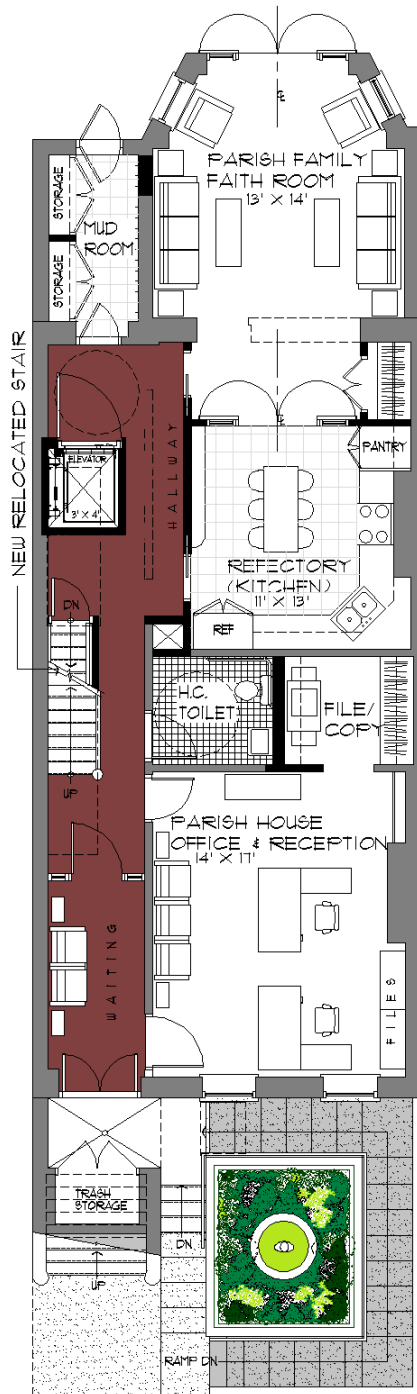 ℄
PARISH FAMILY
FAITH ROOM
13' X 14'
STORAGE
STORAGE
MUD
ROOM
NEW RELOCATED STAIR
HALLWAY
℄
PANTRY
ELEVATOR
3' X 4'
REFECTORY
(KITCHEN)
11' X 13'
REF
DN
H.C.
TOILET
FILE/
COPY
UP
PARISH HOUSE
OFFICE & RECEPTION
14' X 17'
WAITING
FILES
TRASH
STORAGE
DN
UP
RAMP DN